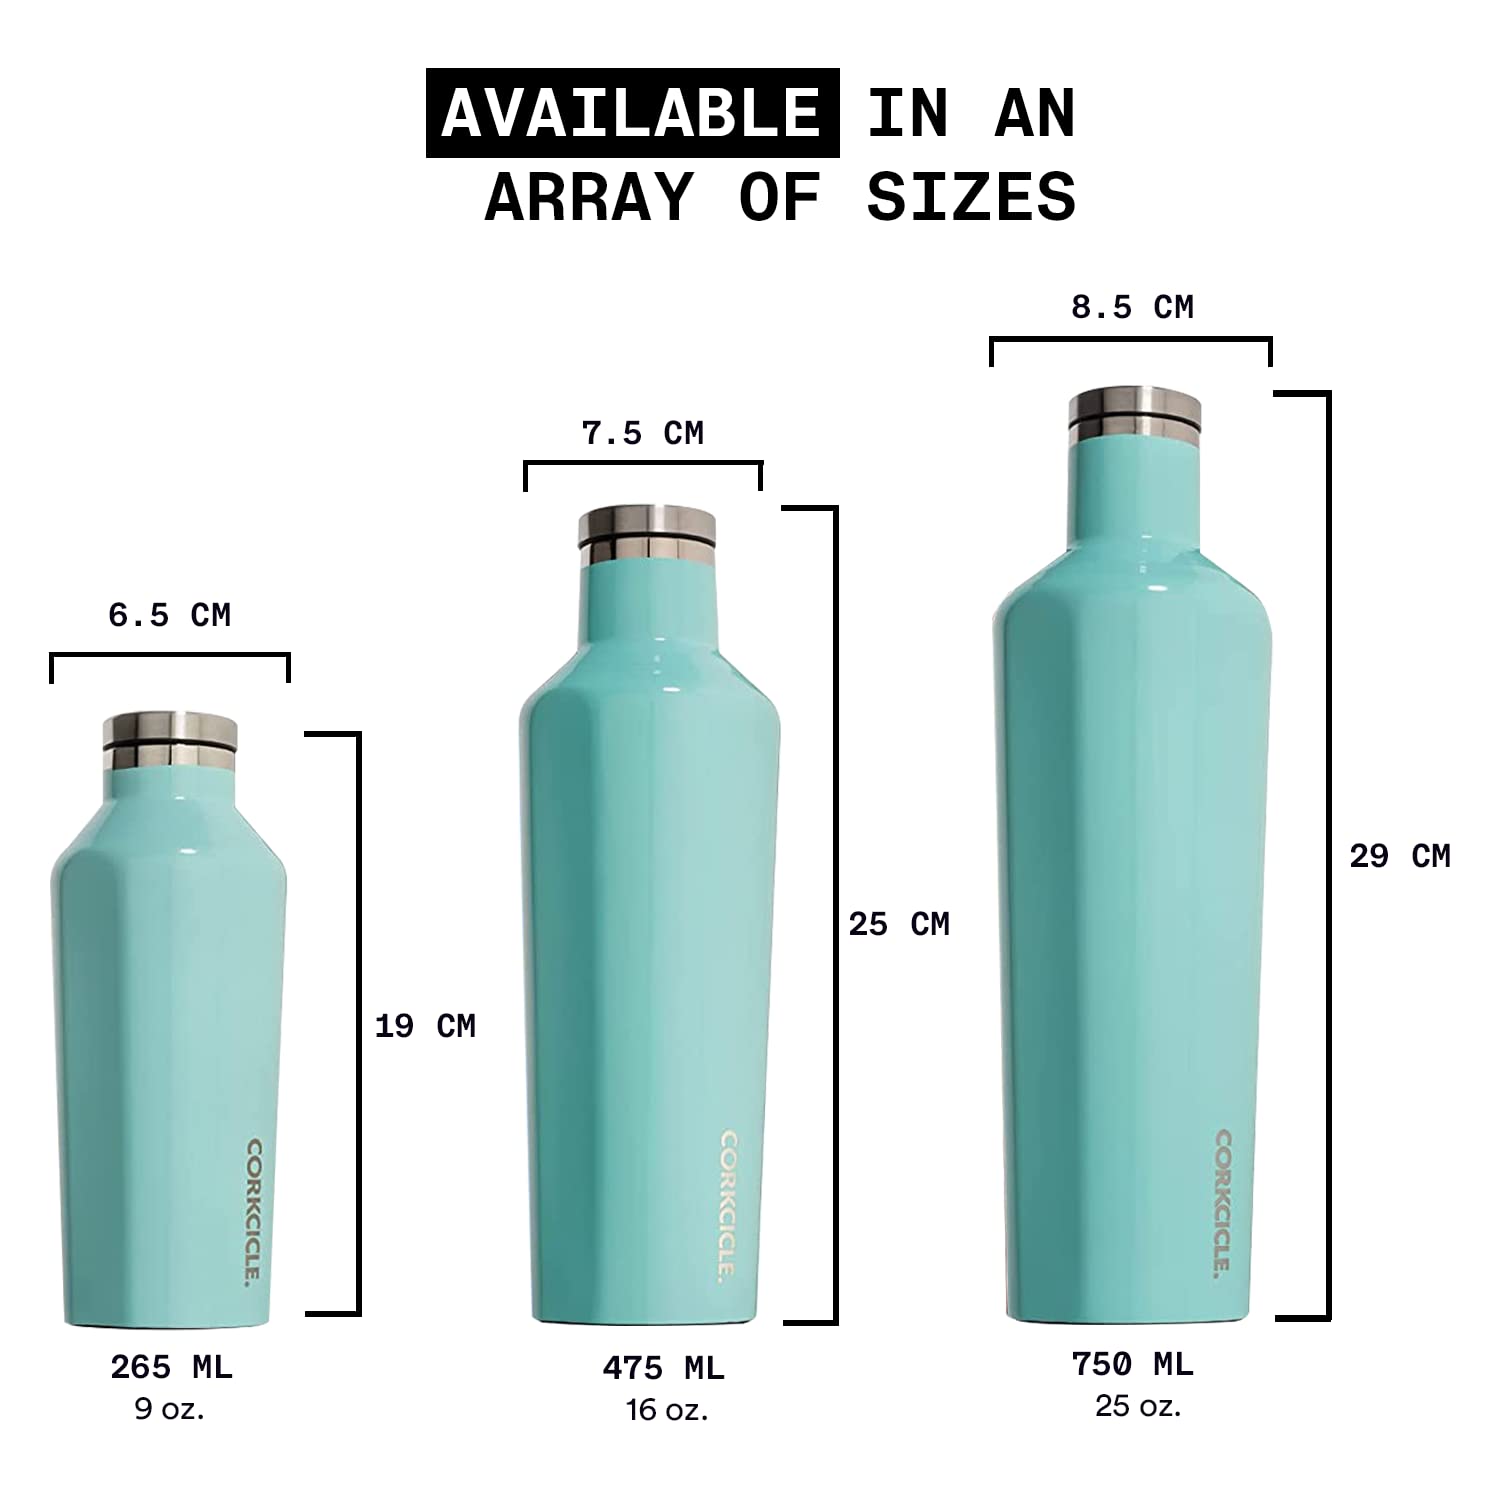 AVAILABLE IN AN
ARRAY OF SIZES
8.5 CM
7.5 CM
6.5 CM
29 CM
25 CM
19 CM
CORKCICLE.
CORKCICLE.
CORKCICLE.
265 ML
9 oz.
475 ML
16 oz.
750 ML
25 oz.